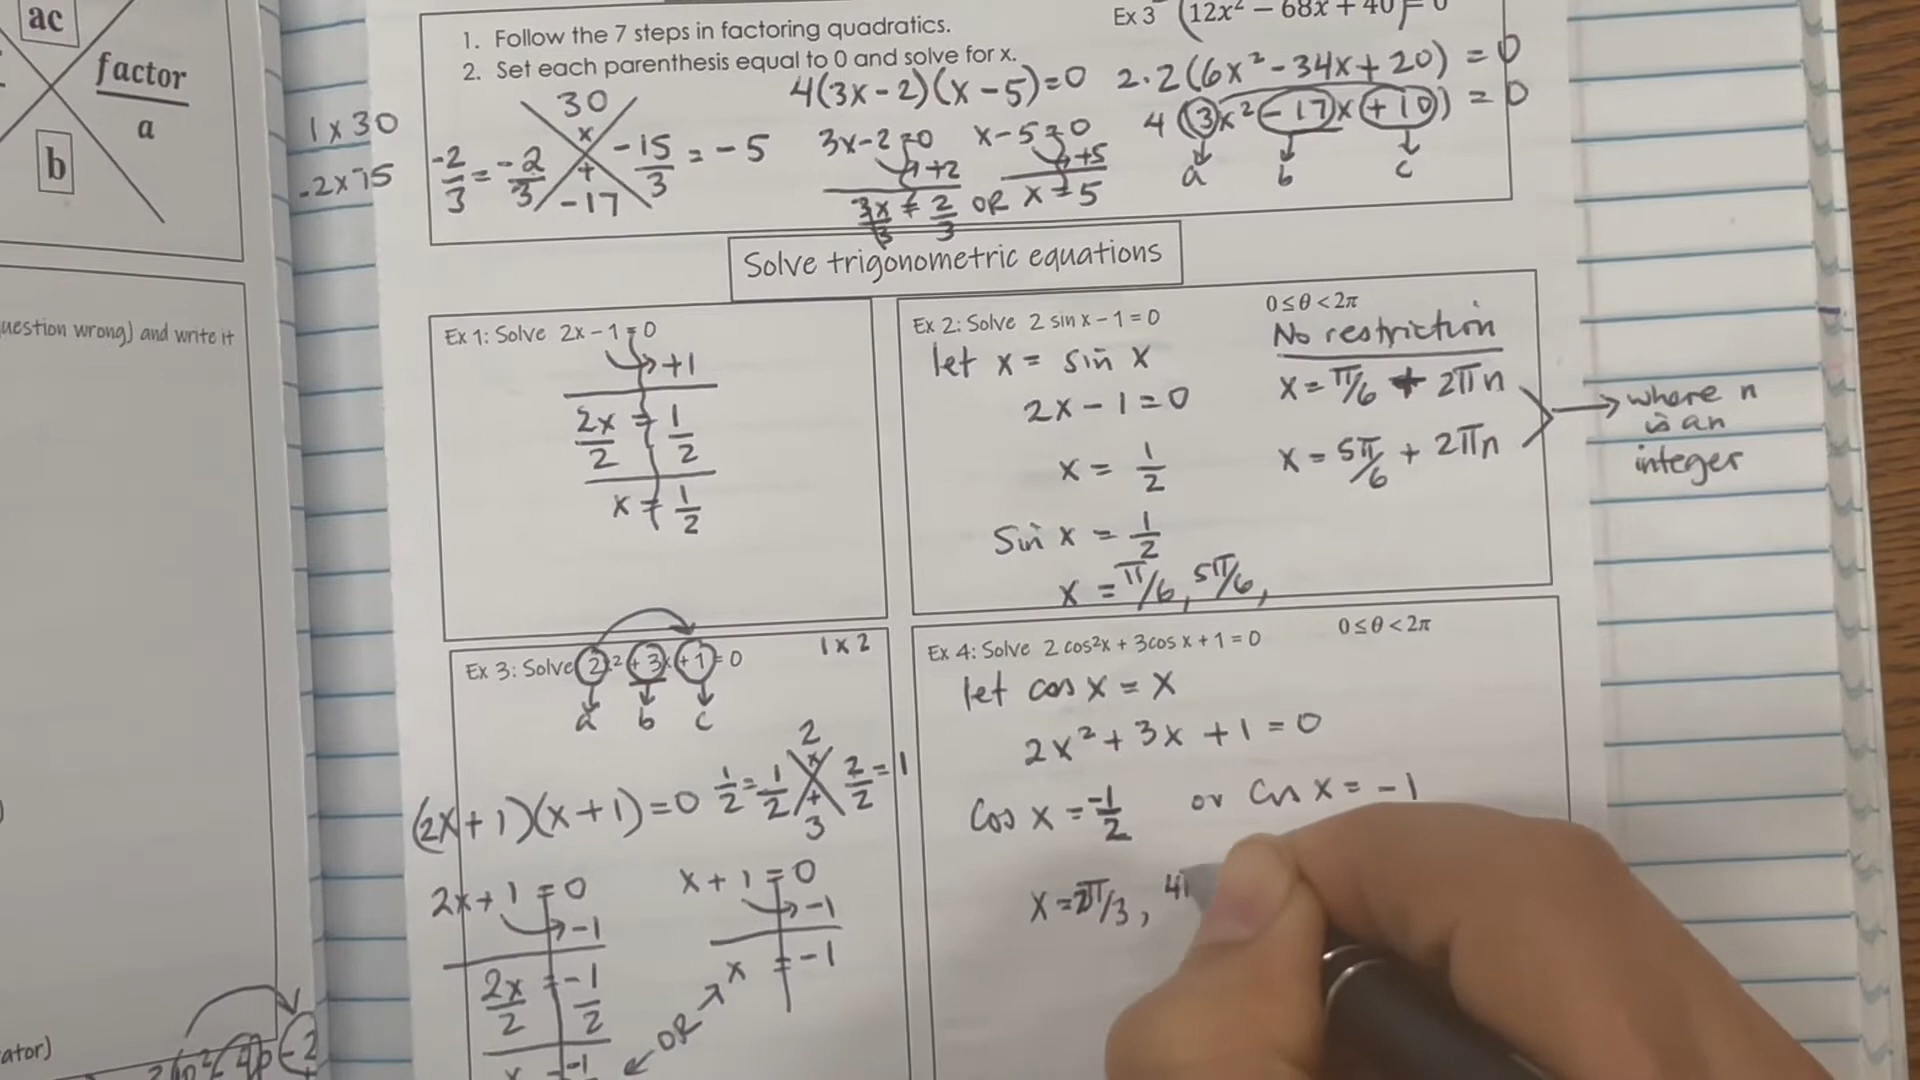 ac
factor
a
b
uestion wrong) and write it
ator)
1 x 30
-2 x 15
1. Follow the 7 steps in factoring quadratics.
2. Set each parenthesis equal to 0 and solve for x.
Ex 3 (12x² − 68x + 40) = 0
4(3x − 2)(x − 5) = 0
2·2(6x² − 34x + 20) = 0
4(3x² − 17x + 10) = 0
a b c
30
x
-2/3 = -2/3
+
-15/3 = -5
-17
3x − 2 = 0
+2
3x/3 = 2/3
OR
x − 5 = 0
+5
x = 5
Solve trigonometric equations
Ex 1: Solve 2x − 1 = 0
+1
2x/2 = 1/2
x = 1/2
Ex 2: Solve 2 sin x − 1 = 0
0 ≤ θ < 2π
let x = sin x
2x − 1 = 0
x = 1/2
sin x = 1/2
x = π/6, 5π/6,
No restriction
x = π/6 + 2πn
x = 5π/6 + 2πn
where n
is an
integer
Ex 3: Solve 2x² + 3x + 1 = 0
1 x 2
a b c
2
x
1/2 = 1/2
+
2/2 = 1
3
(2x + 1)(x + 1) = 0
2x + 1 = 0
-1
2x/2 = -1/2
x = -1
x + 1 = 0
-1
x = -1
OR
Ex 4: Solve 2 cos²x + 3cos x + 1 = 0
0 ≤ θ < 2π
let cos x = x
2x² + 3x + 1 = 0
cos x = -1/2 or cos x = -1
x = 2π/3, 4